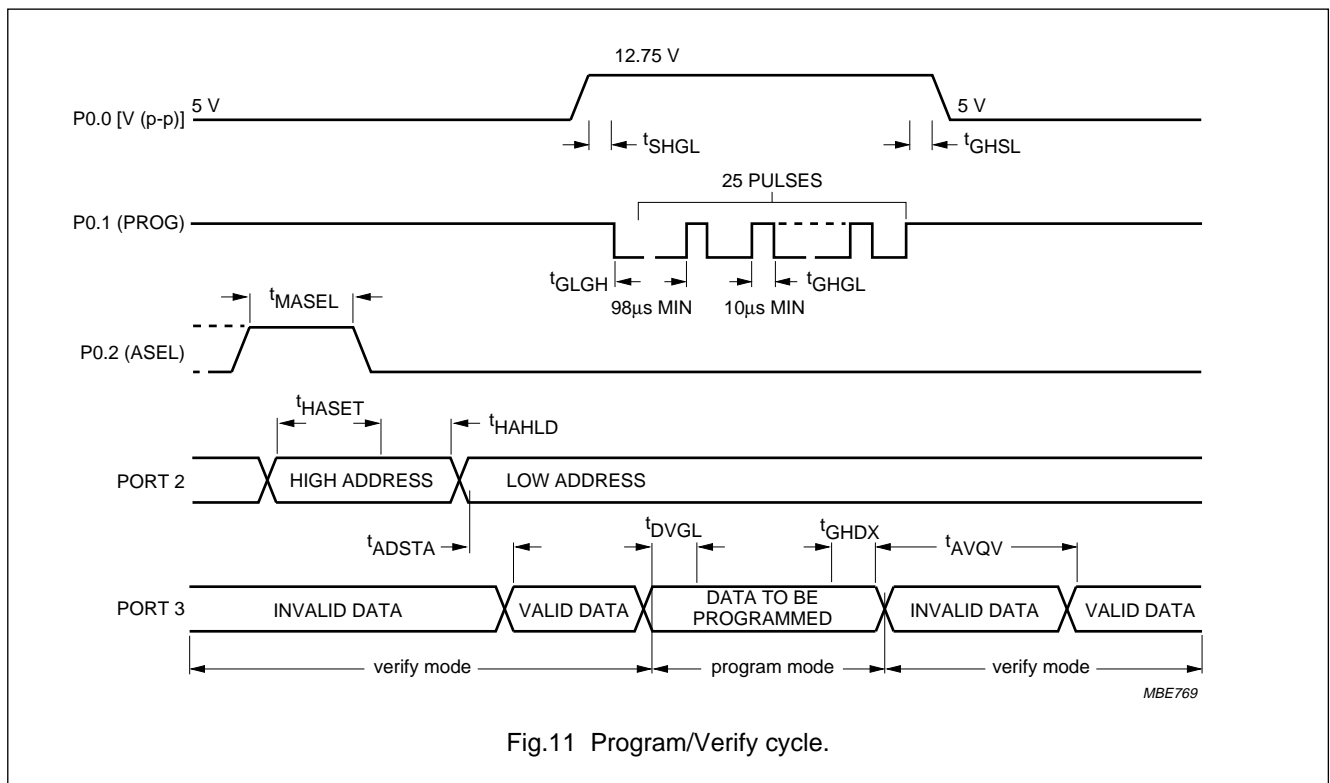 12.75 V
5 V
5 V
P0.0 [V (p-p)]
tSHGL
tGHSL
25 PULSES
P0.1 (PROG)
tGLGH
tGHGL
98µs MIN
10µs MIN
tMASEL
P0.2 (ASEL)
tHASET
tHAHLD
PORT 2
HIGH ADDRESS
LOW ADDRESS
tADSTA
tDVGL
tGHDX
tAVQV
PORT 3
INVALID DATA
VALID DATA
DATA TO BE
PROGRAMMED
INVALID DATA
VALID DATA
verify mode
program mode
verify mode
MBE769
Fig.11 Program/Verify cycle.